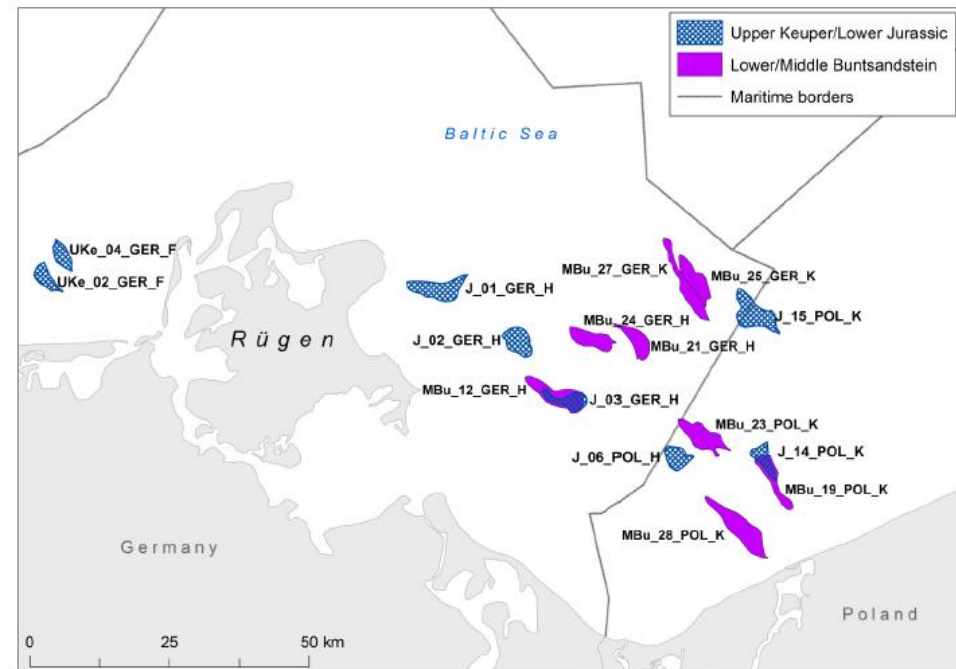 Upper Keuper/Lower Jurassic
Lower/Middle Buntsandstein
Maritime borders
Baltic Sea
UKe_04_GER_F
UKe_02_GER_F
MBu_27_GER_K
MBu_25_GER_K
J_01_GER_H
MBu_24_GER_H
J_15_POL_K
Rügen
J_02_GER_H
MBu_21_GER_H
MBu_12_GER_H
J_03_GER_H
MBu_23_POL_K
J_06_POL_H
J_14_POL_K
MBu_19_POL_K
MBu_28_POL_K
Germany
Poland
0 25 50 km